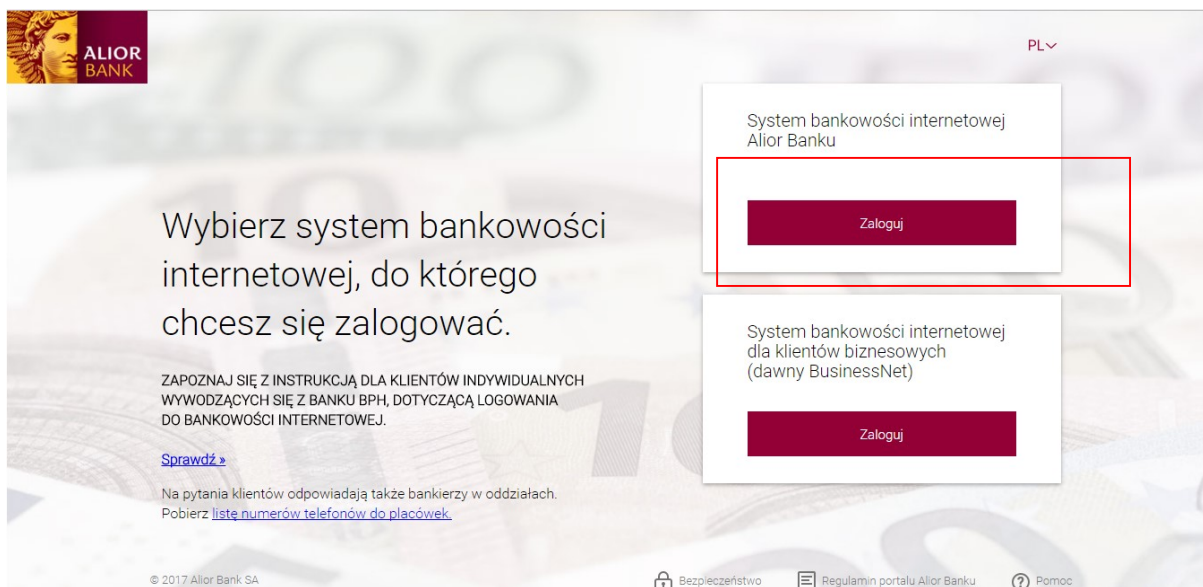 ALIOR
BANK
PL
System bankowości internetowej
Alior Banku
Zaloguj
Wybierz system bankowości
internetowej, do którego
chcesz się zalogować.
ZAPOZNAJ SIĘ Z INSTRUKCJĄ DLA KLIENTÓW INDYWIDUALNYCH
WYWODZĄCYCH SIĘ Z BANKU BPH, DOTYCZĄCĄ LOGOWANIA
DO BANKOWOŚCI INTERNETOWEJ.
Sprawdź »
Na pytania klientów odpowiadają także bankierzy w oddziałach.
Pobierz listę numerów telefonów do placówek.
System bankowości internetowej
dla klientów biznesowych
(dawny BusinessNet)
Zaloguj
© 2017 Alior Bank SA
Bezpieczeństwo
Regulamin portalu Alior Banku
Pomoc